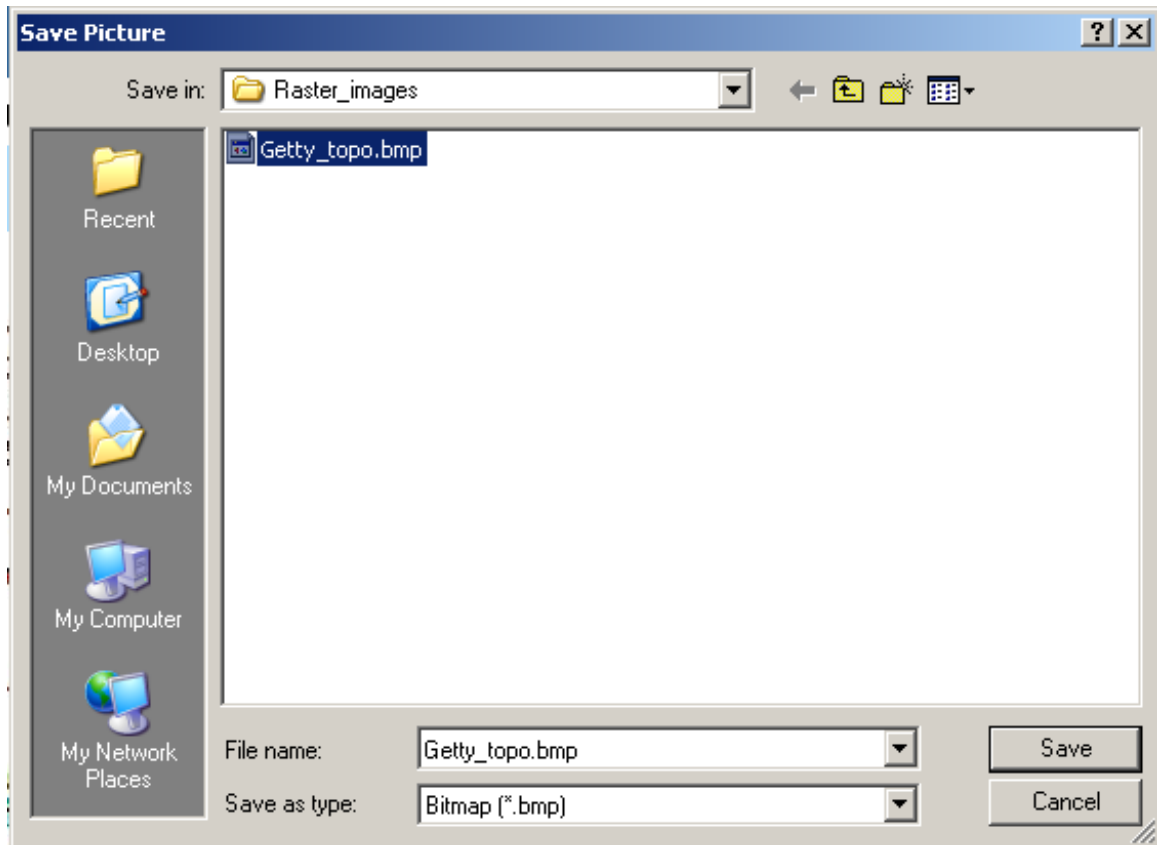 Save Picture
Save in:
Raster_images
Getty_topo.bmp
Recent
Desktop
My Documents
My Computer
My Network
Places
File name:
Getty_topo.bmp
Save
Save as type:
Bitmap (*.bmp)
Cancel